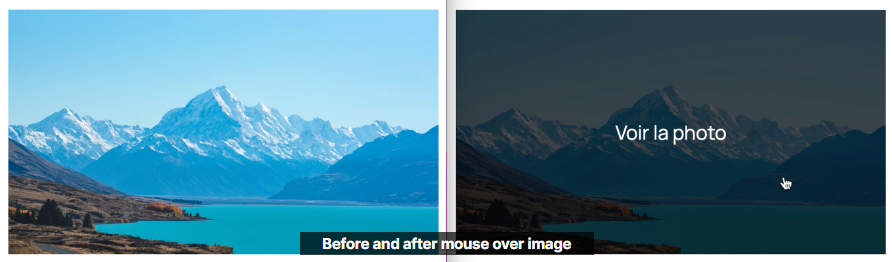 Voir la photo
Before and after mouse over image